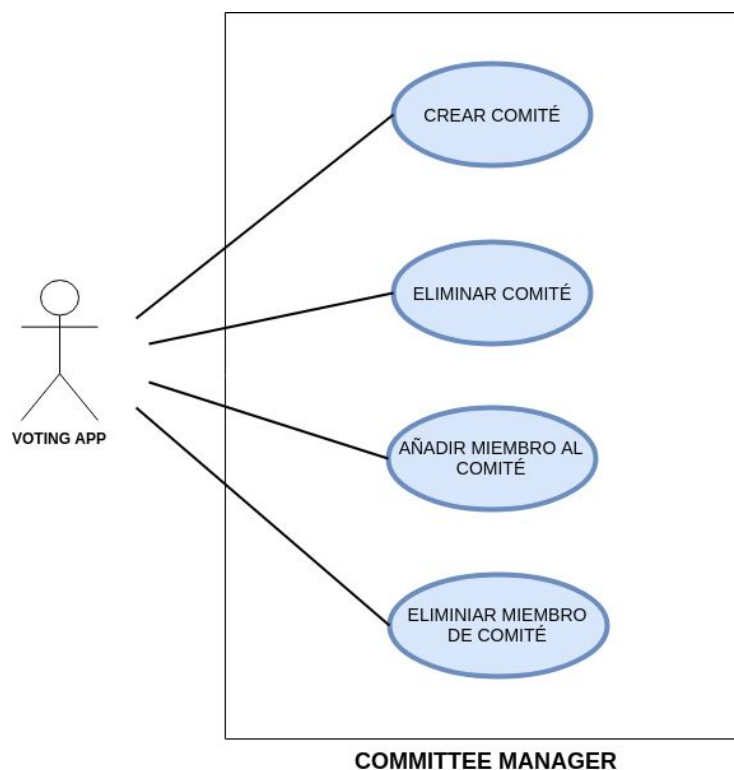 CREAR COMITÉ
ELIMINAR COMITÉ
VOTING APP
AÑADIR MIEMBRO AL
COMITÉ
ELIMINIAR MIEMBRO
DE COMITÉ
COMMITTEE MANAGER